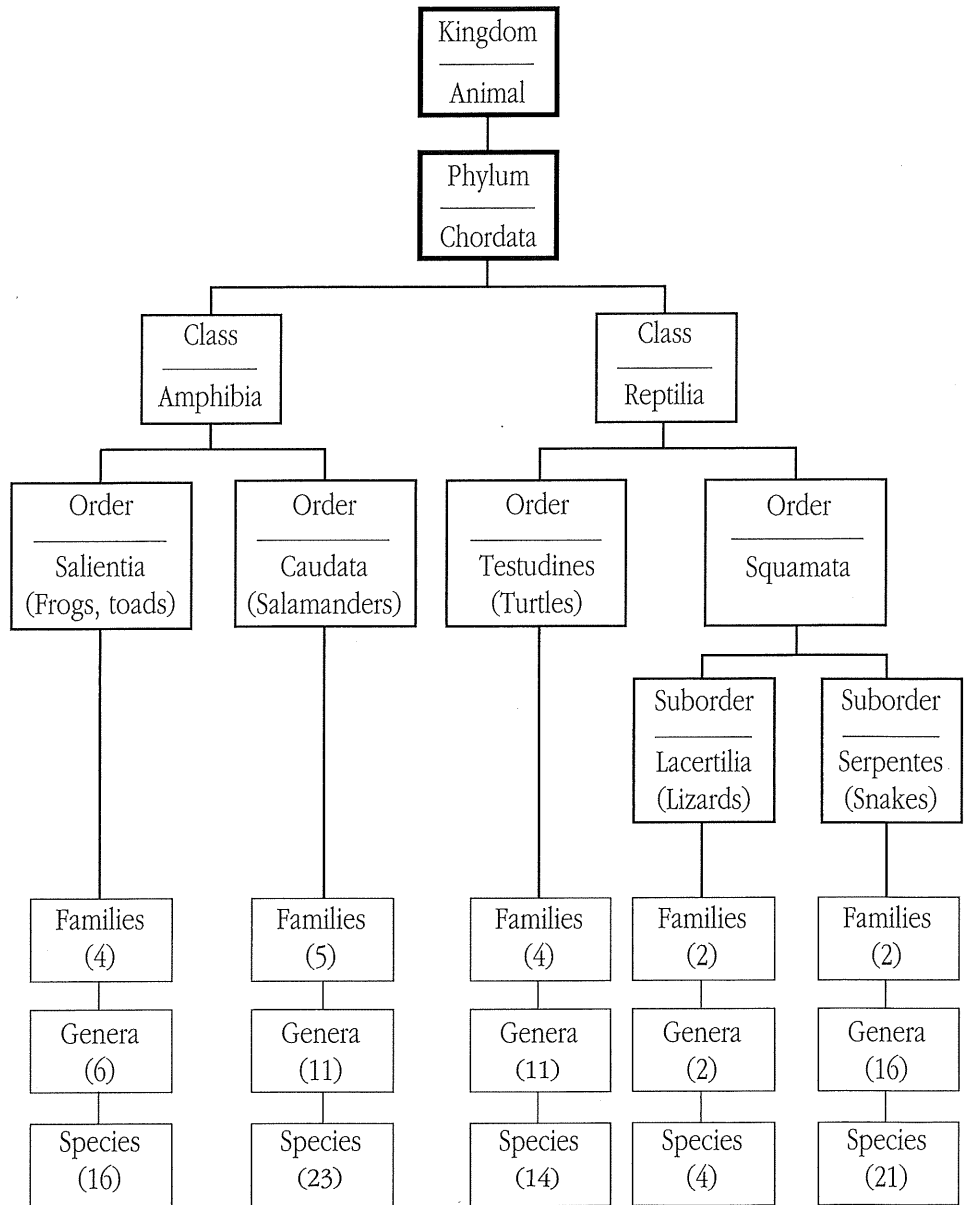 Kingdom
Animal
Phylum
Chordata
Class
Amphibia
Class
Reptilia
Order
Salientia
(Frogs, toads)
Order
Caudata
(Salamanders)
Order
Testudines
(Turtles)
Order
Squamata
Suborder
Lacertilia
(Lizards)
Suborder
Serpentes
(Snakes)
Families
(4)
Families
(5)
Families
(4)
Families
(2)
Families
(2)
Genera
(6)
Genera
(11)
Genera
(11)
Genera
(2)
Genera
(16)
Species
(16)
Species
(23)
Species
(14)
Species
(4)
Species
(21)